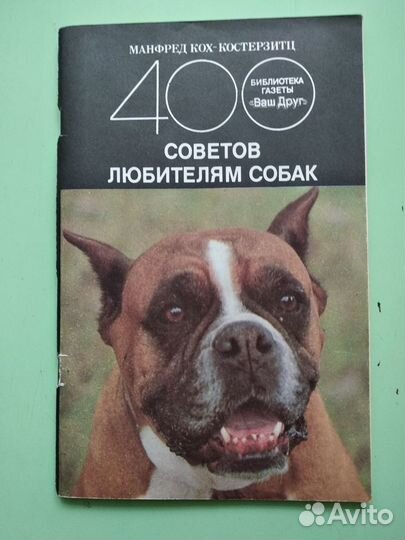 МАНФРЕД КОХ-КОСТЕРЗИТЦ
400
БИБЛИОТЕКА
ГАЗЕТЫ
«Ваш Друг»
СОВЕТОВ
ЛЮБИТЕЛЯМ СОБАК
Avito